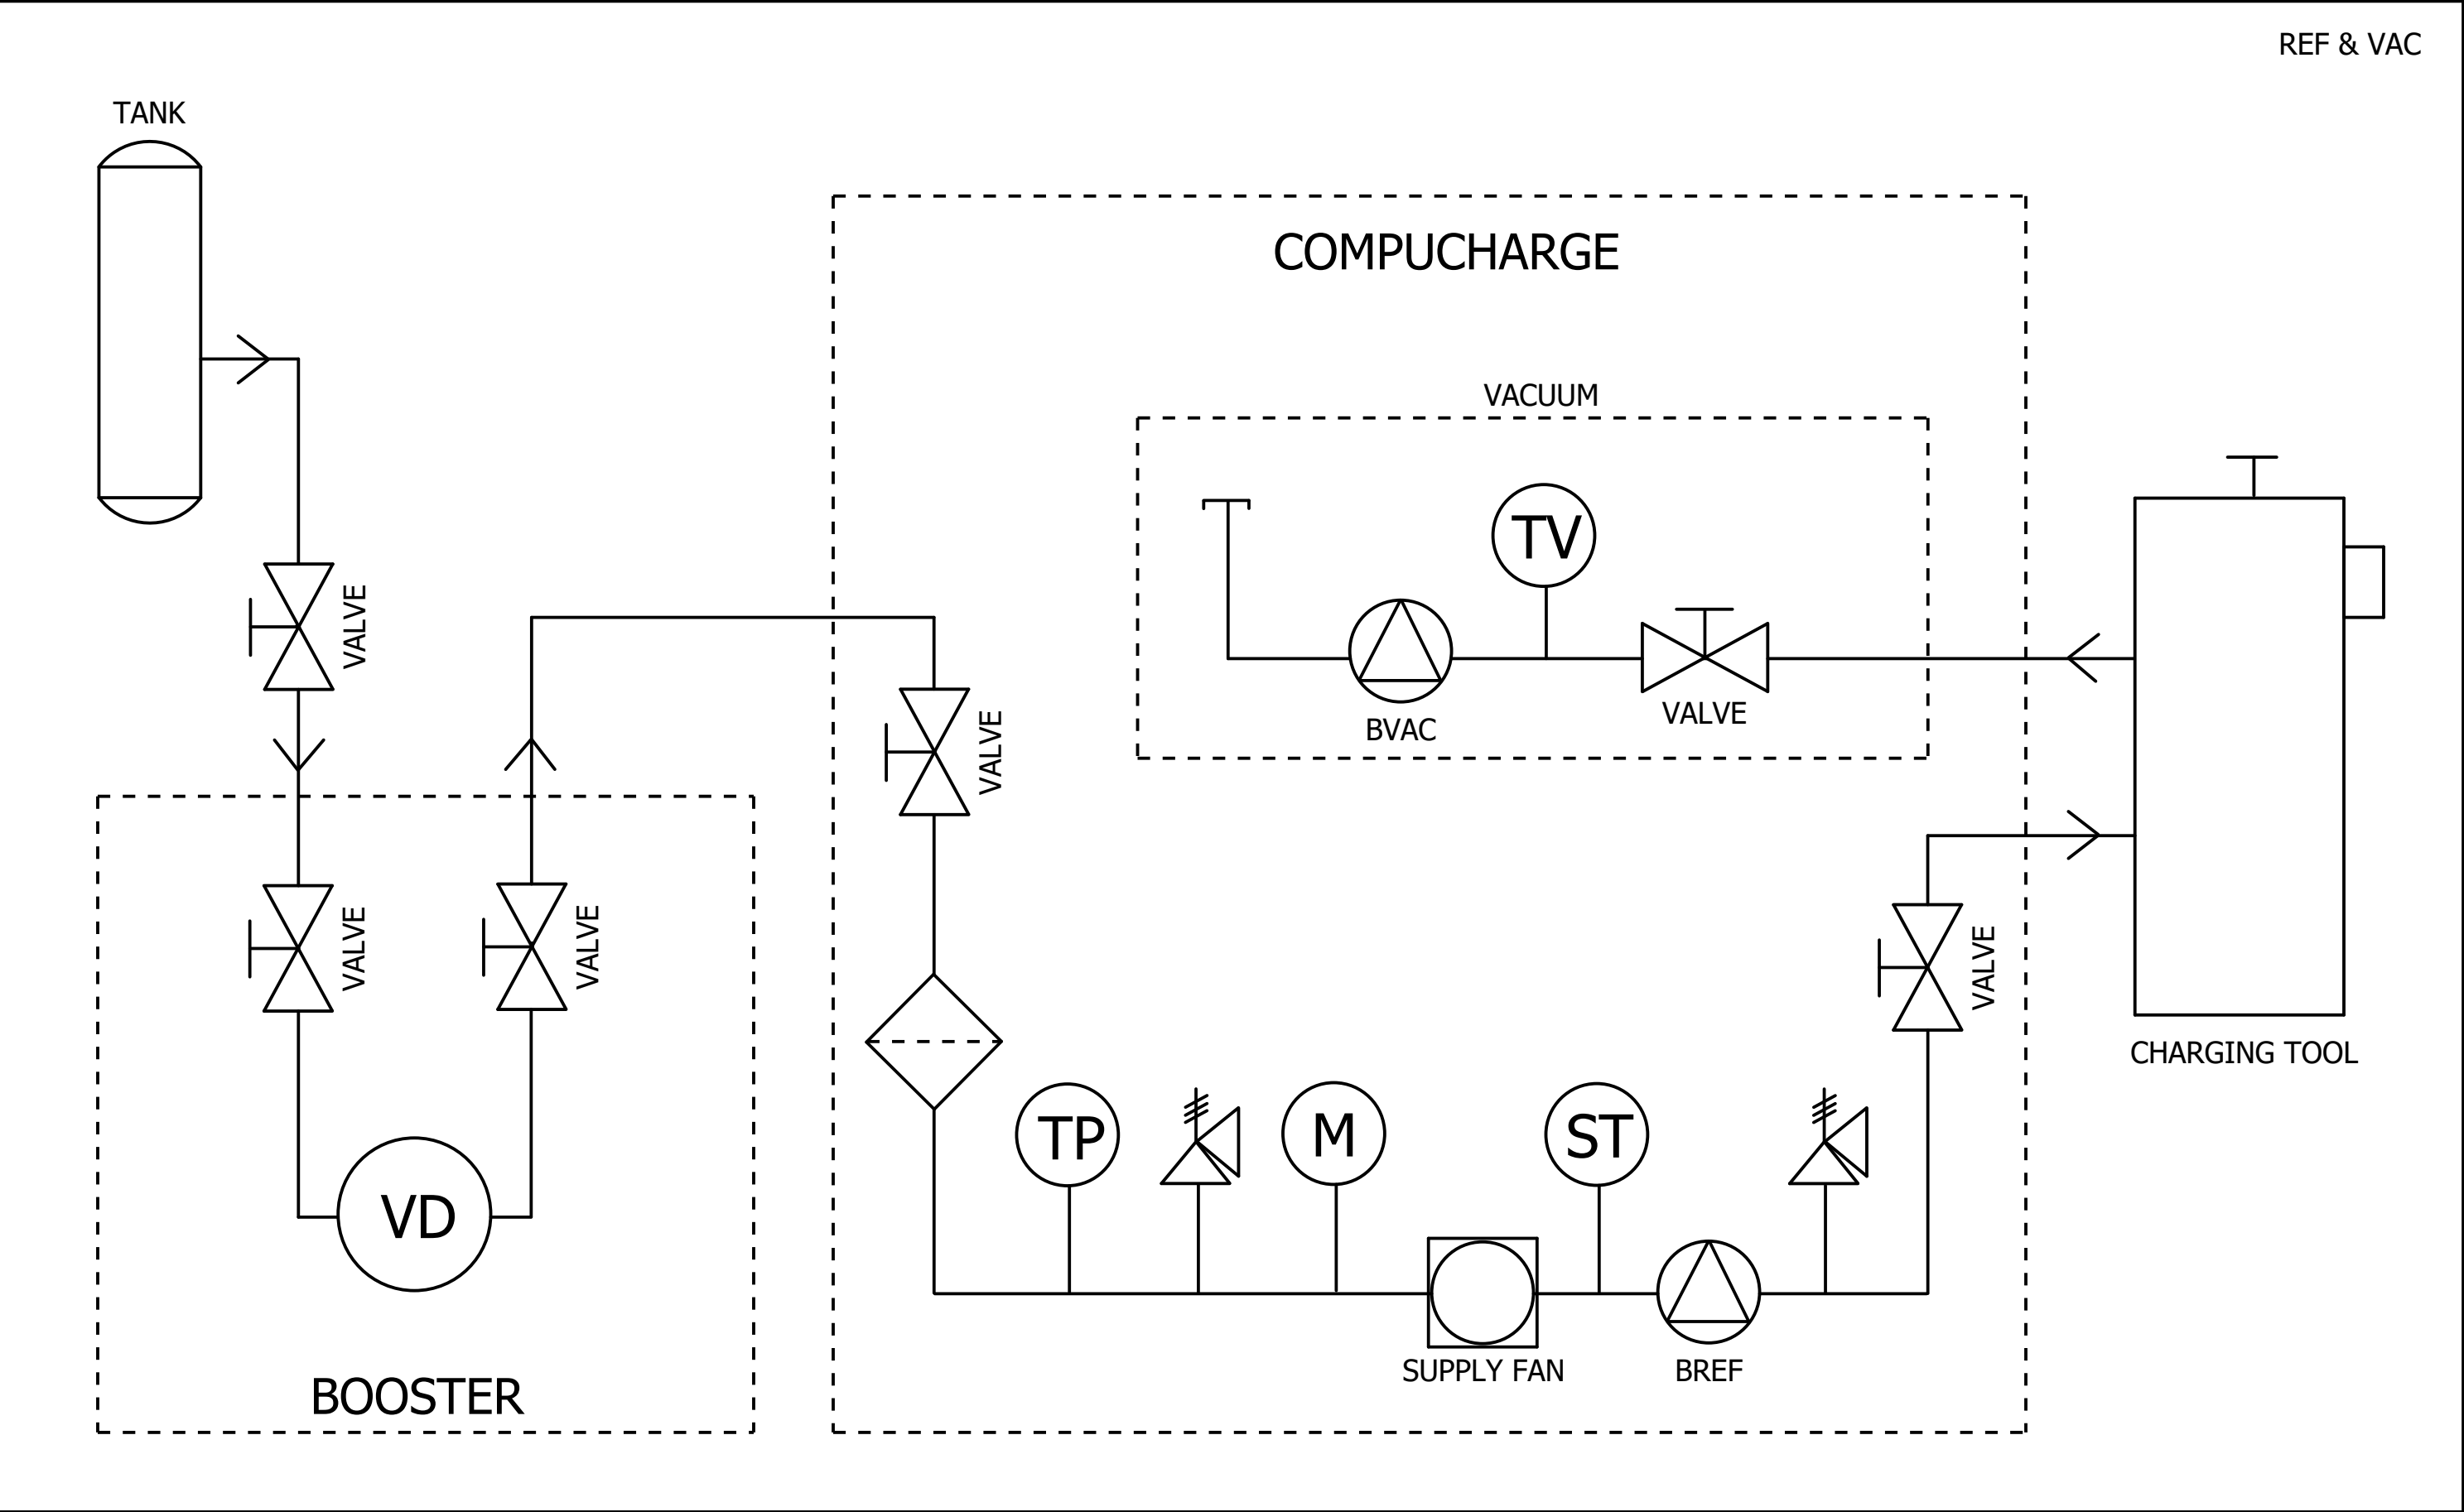 REF & VAC
TANK
COMPUCHARGE
VACUUM
TV
VALVE
BVAC
VALVE
VALVE
VALVE
VALVE
VALVE
CHARGING TOOL
TP
M
ST
VD
SUPPLY FAN
BREF
BOOSTER